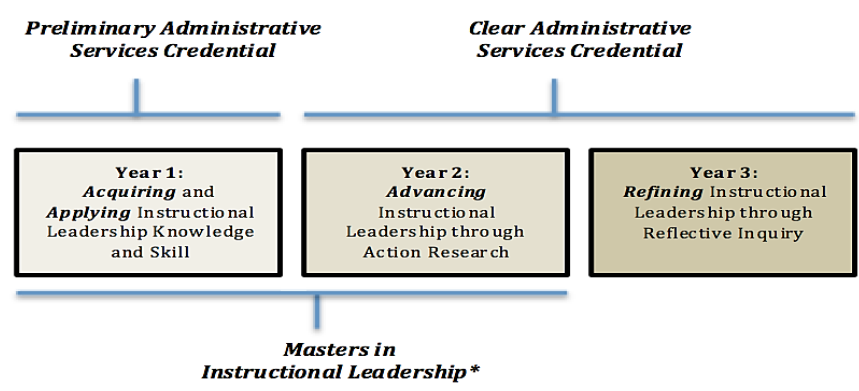 Preliminary Administrative
Services Credential
Clear Administrative
Services Credential
Year 1:
Acquiring and
Applying Instructional
Leadership Knowledge
and Skill
Year 2:
Advancing
Instructional
Leadership through
Action Research
Year 3:
Refining Instructional
Leadership through
Reflective Inquiry
Masters in
Instructional Leadership*